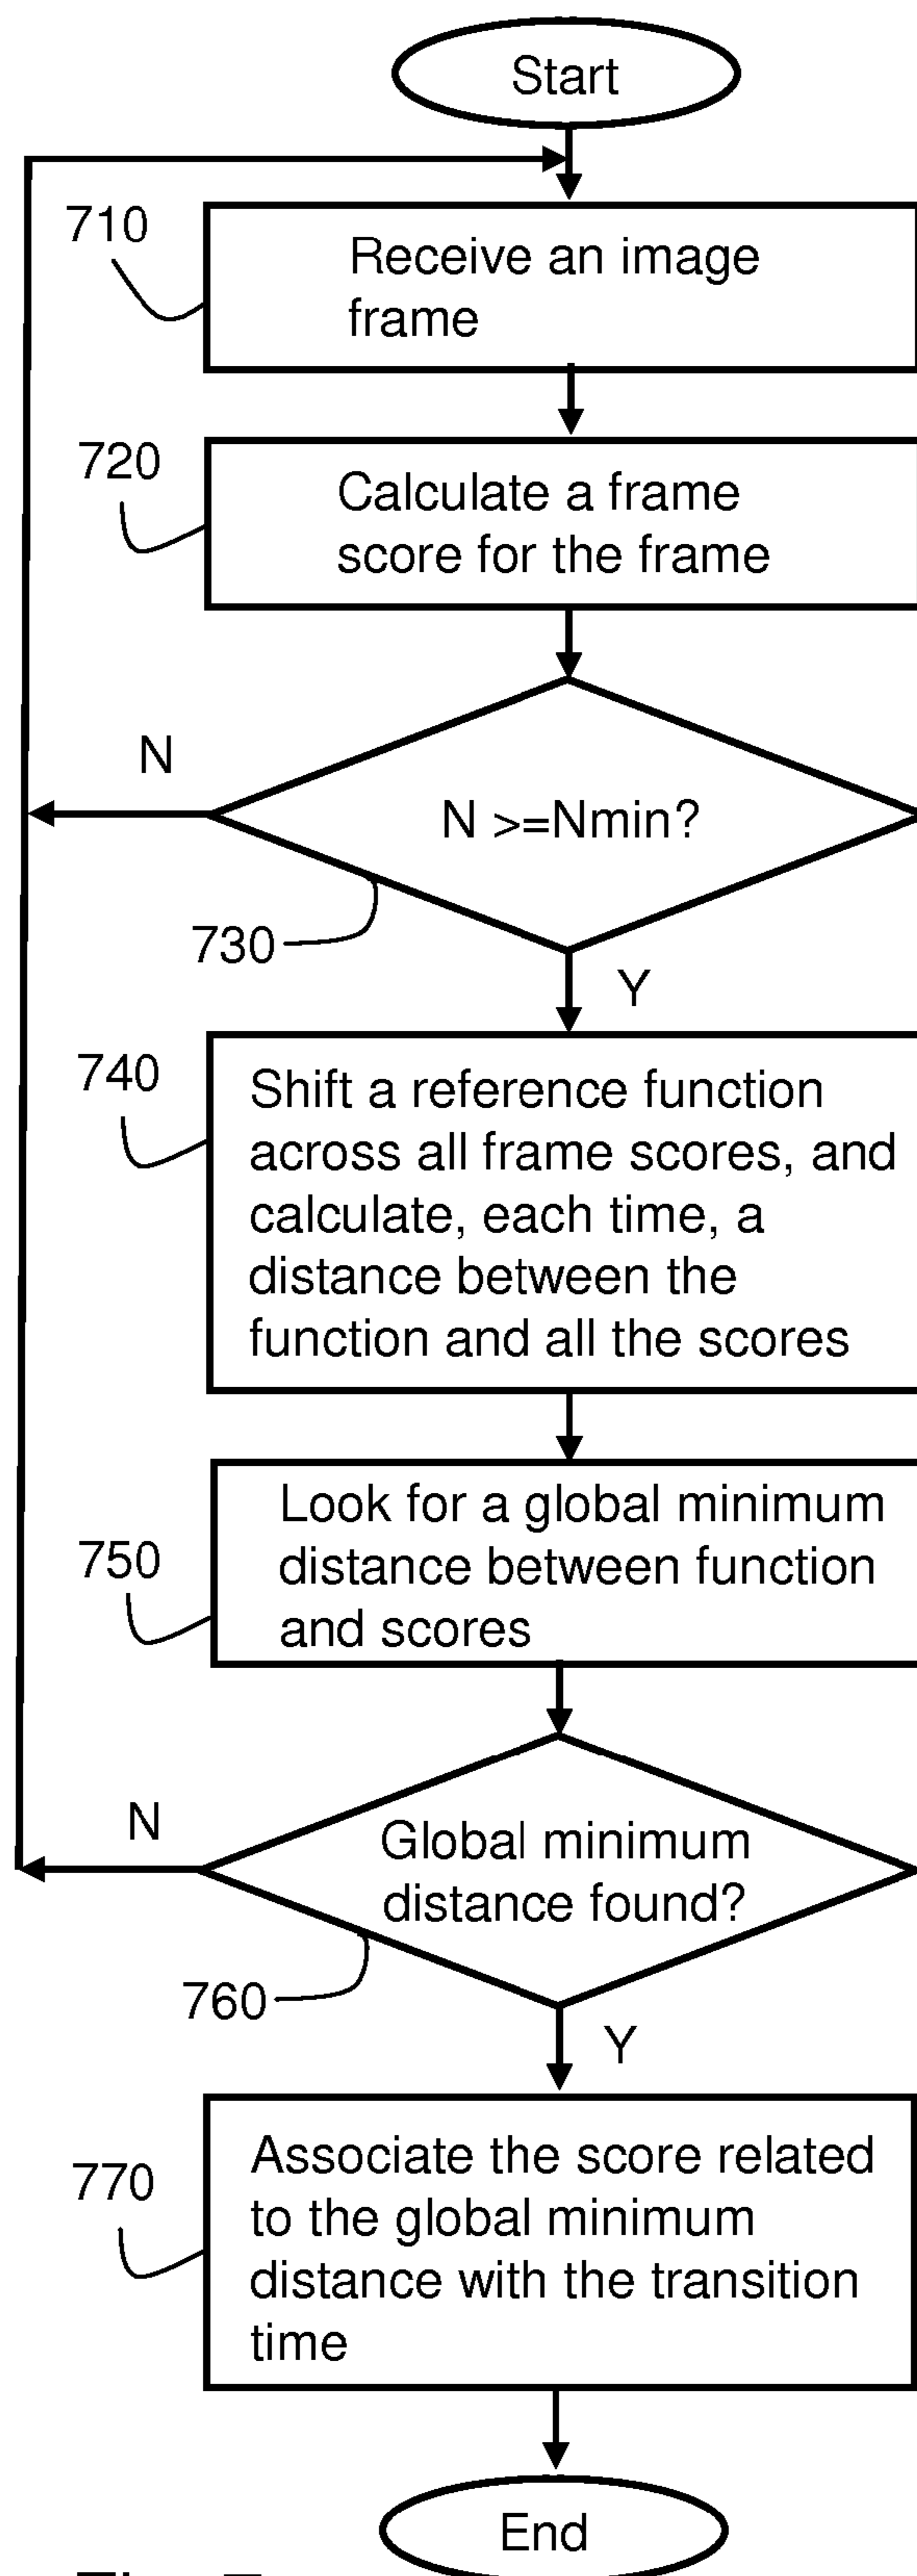 Start
710
Receive an image
frame
720
Calculate a frame
score for the frame
N
N >=Nmin?
730
Y
740
Shift a reference function
across all frame scores, and
calculate, each time, a
distance between the
function and all the scores
750
Look for a global minimum
distance between function
and scores
N
Global minimum
distance found?
760
Y
770
Associate the score related
to the global minimum
distance with the transition
time
End